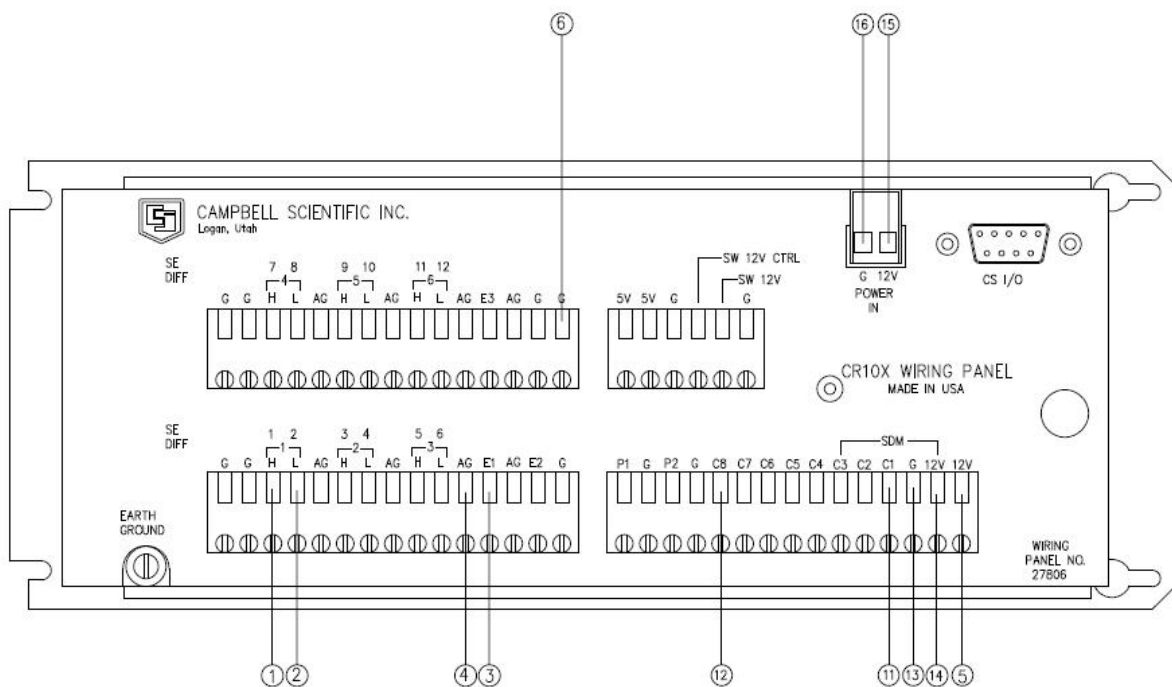 6 16 15
CAMPBELL SCIENTIFIC INC.
Logan, Utah
SE 7 8 9 10 11 12
DIFF 4 5 6
G G H L AG H L AG H L AG E3 AG G G
SW 12V CTRL
SW 12V
5V 5V G G
G 12V
POWER
IN
CS I/O
CR10X WIRING PANEL
MADE IN USA
SE 1 2 3 4 5 6
DIFF 1 2 3
G G H L AG H L AG H L AG E1 AG E2 G
SDM
P1 G P2 G C8 C7 C6 C5 C4 C3 C2 C1 G 12V 12V
EARTH
GROUND
WIRING
PANEL NO.
27806
1 2 4 3 12 11 13 14 5